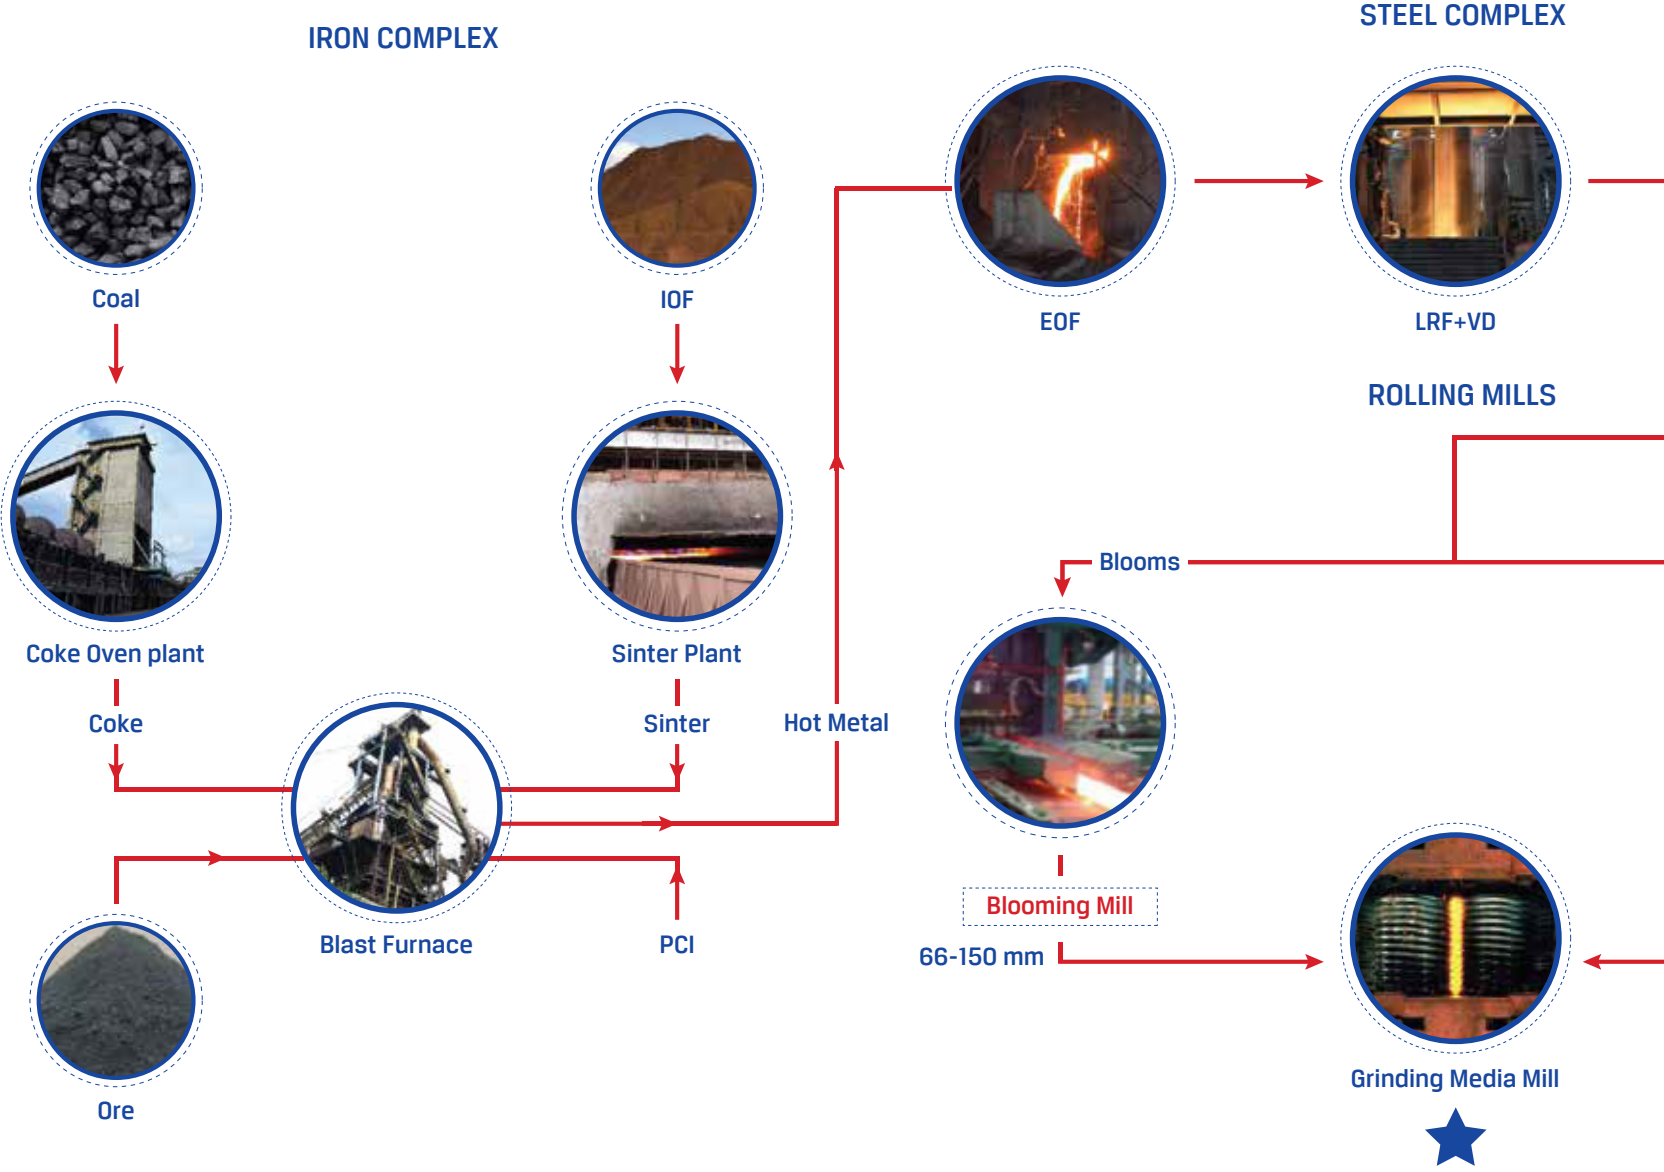 IRON COMPLEX
STEEL COMPLEX
Coal
IOF
EOF
LRF+VD
ROLLING MILLS
Blooms
Coke Oven plant
Sinter Plant
Coke
Sinter
Hot Metal
Blooming Mill
66-150 mm
Blast Furnace
PCI
Grinding Media Mill
Ore